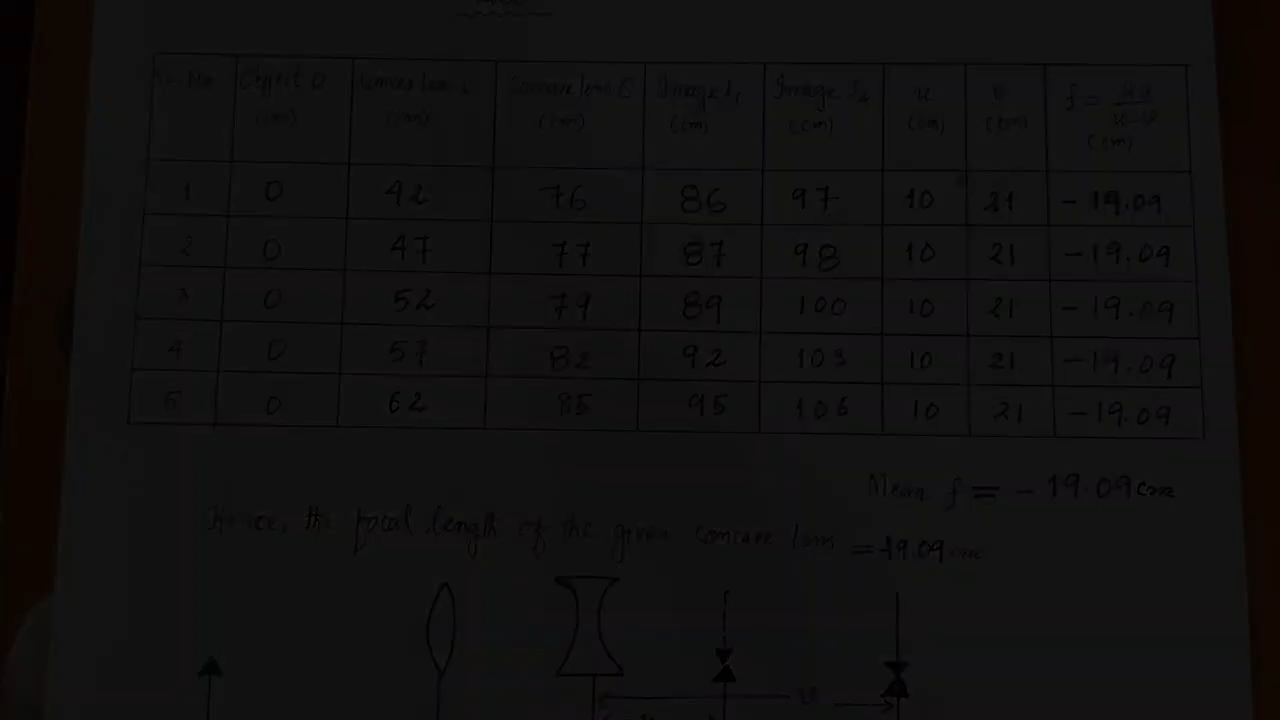 Sr. No Object O (cm) Convex lens L (cm) Concave lens C (cm) Image I₁ (cm) Image I₂ (cm) u (cm) v (cm) f = uv/u-v (cm)
1 0 42 76 86 97 10 21 -19.09
2 0 47 77 87 98 10 21 -19.09
3 0 52 79 89 100 10 21 -19.09
4 0 57 82 92 103 10 21 -19.09
5 0 62 85 95 106 10 21 -19.09
Mean f = -19.09cm
Hence, the focal length of the given concave lens = -19.09cm